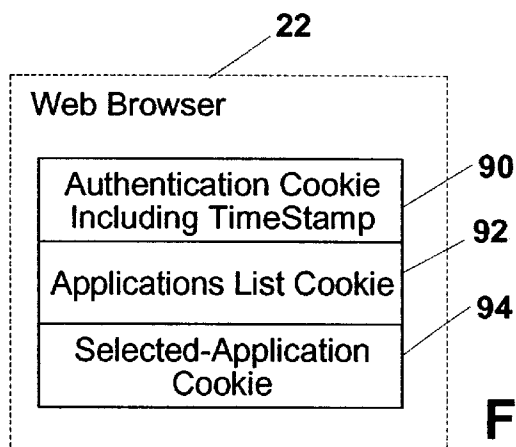 22
Web Browser
Authentication Cookie
Including TimeStamp
90
Applications List Cookie
92
Selected-Application
Cookie
94
F